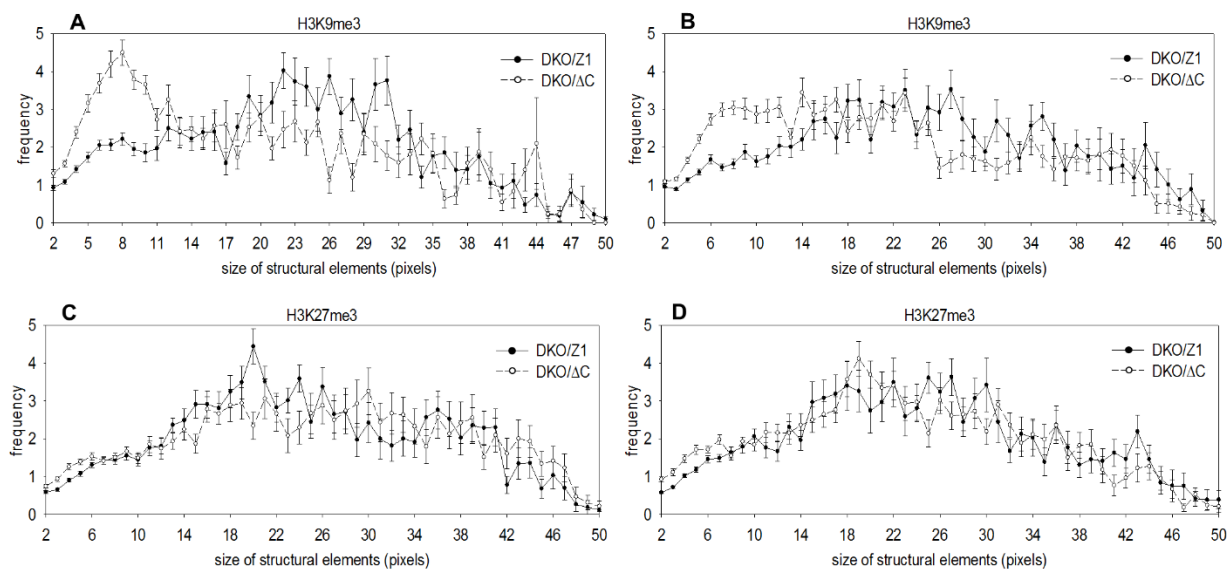 A
H3K9me3
5
4
3
2
1
0
frequency
DKO/Z1
DKO/ΔC
2 5 8 11 14 17 20 23 26 29 32 35 38 41 44 47 50
size of structural elements (pixels)
B
H3K9me3
5
4
3
2
1
0
frequency
DKO/Z1
DKO/ΔC
2 6 10 14 18 22 26 30 34 38 42 46 50
size of structural elements (pixels)
C
H3K27me3
5
4
3
2
1
0
frequency
DKO/Z1
DKO/ΔC
2 6 10 14 18 22 26 30 34 38 42 46 50
size of structural elements (pixels)
D
H3K27me3
5
4
3
2
1
0
frequency
DKO/Z1
DKO/ΔC
2 6 10 14 18 22 26 30 34 38 42 46 50
size of structural elements (pixels)